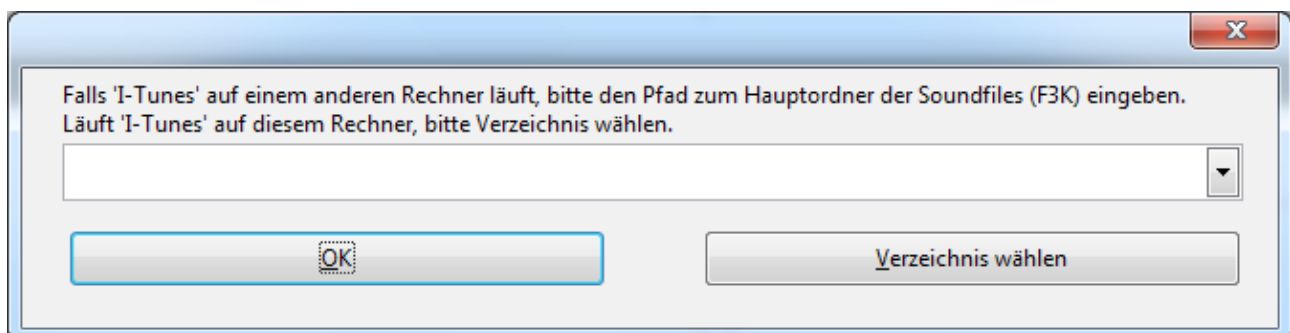 Falls 'I-Tunes' auf einem anderen Rechner läuft, bitte den Pfad zum Hauptordner der Soundfiles (F3K) eingeben.
Läuft 'I-Tunes' auf diesem Rechner, bitte Verzeichnis wählen.
OK
Verzeichnis wählen